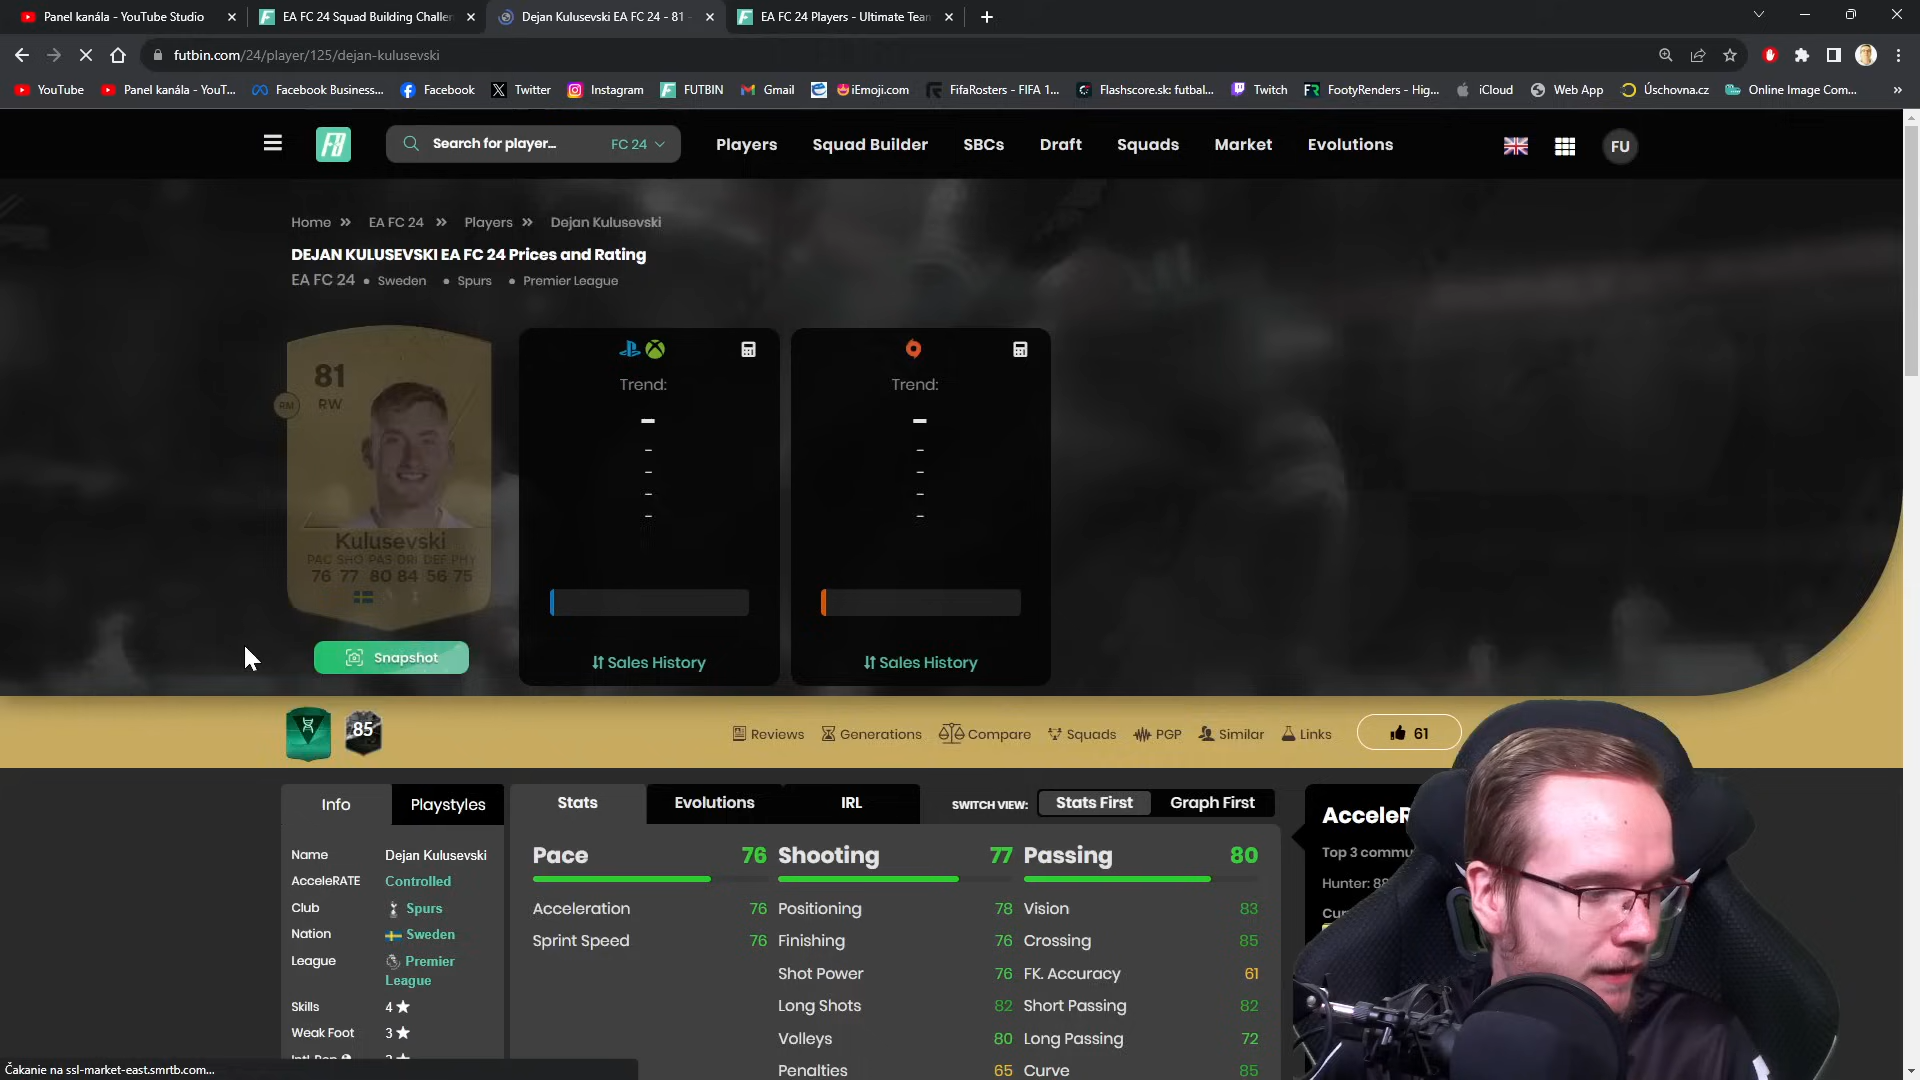 Panel kanála - YouTube Studio
EA FC 24 Squad Building Challen
Dejan Kulusevski EA FC 24 - 81 -
EA FC 24 Players - Ultimate Tean
futbin.com/24/player/125/dejan-kulusevski
YouTube
Panel kanála - YouT...
Facebook Business...
Facebook
Twitter
Instagram
FUTBIN
Gmail
iEmoji.com
FifaRosters - FIFA 1...
Flashscore.sk: futbal...
Twitch
FootyRenders - Hig...
iCloud
Web App
Úschovna.cz
Online Image Com...
»
Search for player...
FC 24
Players
Squad Builder
SBCs
Draft
Squads
Market
Evolutions
FU
Home » EA FC 24 » Players » Dejan Kulusevski
DEJAN KULUSEVSKI EA FC 24 Prices and Rating
EA FC 24 • Sweden • Spurs • Premier League
81
RW
RM
Kulusevski
PAC SHO PAS DRI DEF PHY
76 77 80 84 56 75
Snapshot
Trend:
-
-
-
-
-
Sales History
Trend:
-
-
-
-
-
Sales History
85
Reviews
Generations
Compare
Squads
PGP
Similar
Links
61
Info
Playstyles
Name Dejan Kulusevski
AcceleRATE Controlled
Club Spurs
Nation Sweden
League Premier
League
Skills 4
Weak Foot 3
Stats
Evolutions
IRL
SWITCH VIEW:
Stats First
Graph First
Pace 76
Acceleration 76
Sprint Speed 76
Shooting 77
Positioning 78
Finishing 76
Shot Power 76
Long Shots 82
Volleys 80
Penalties 65
Passing 80
Vision 83
Crossing 85
FK. Accuracy 61
Short Passing 82
Long Passing 72
Curve 85
Top 3
Hunter:
Čakanie na ssl-market-east.smrtb.com...